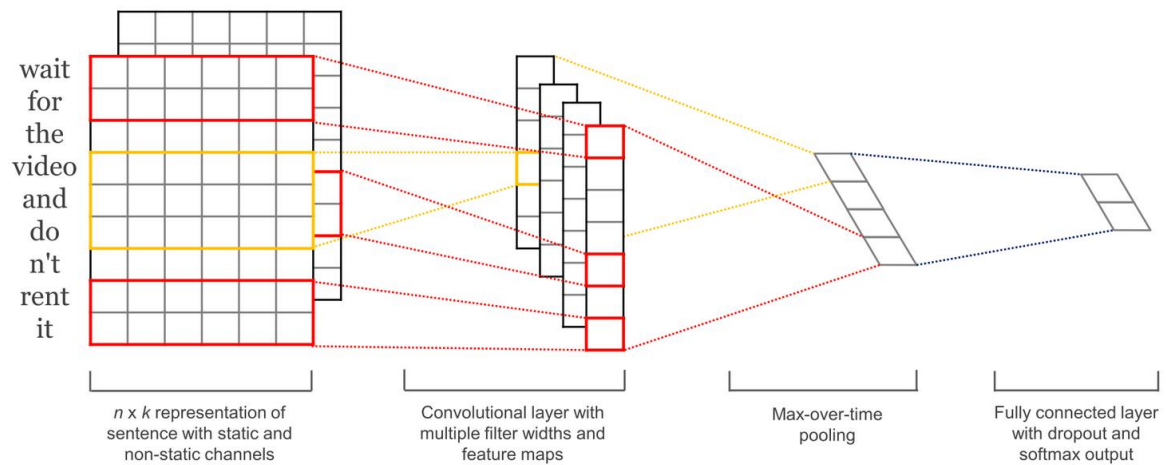 wait
for
the
video
and
do
n't
rent
it
n x k representation of
sentence with static and
non-static channels
Convolutional layer with
multiple filter widths and
feature maps
Max-over-time
pooling
Fully connected layer
with dropout and
softmax output